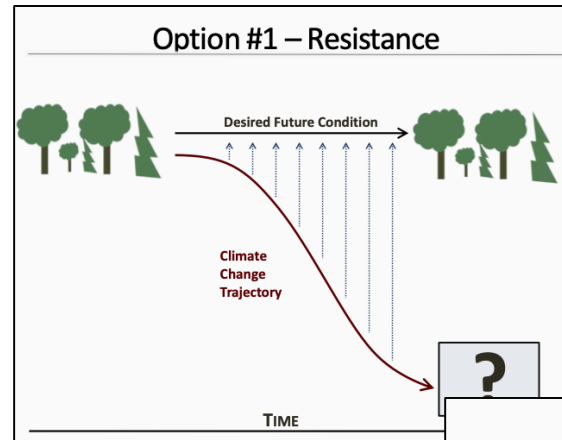 Option #1 – Resistance
Desired Future Condition
Climate
Change
Trajectory
?
TIME